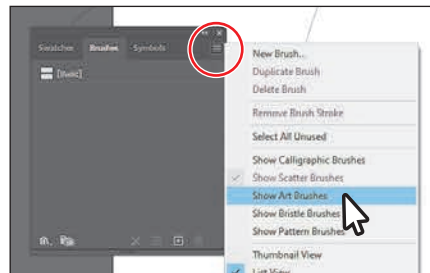 Swatches Brushes Symbols
[Basic]
New Brush...
Duplicate Brush
Delete Brush
Remove Brush Stroke
Select All Unused
Show Calligraphic Brushes
Show Scatter Brushes
Show Art Brushes
Show Bristle Brushes
Show Pattern Brushes
Thumbnail View
List View